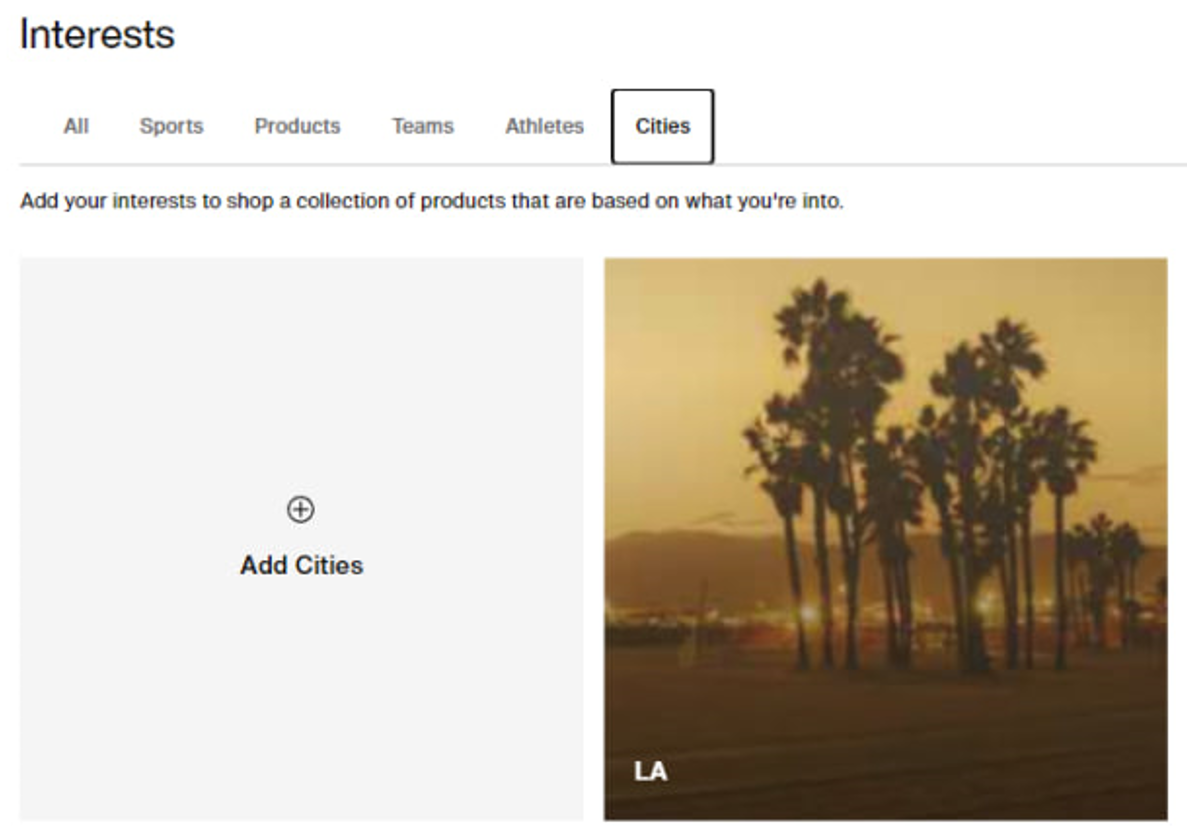 Interests
All Sports Products Teams Athletes Cities
Add your interests to shop a collection of products that are based on what you're into.
Add Cities
LA